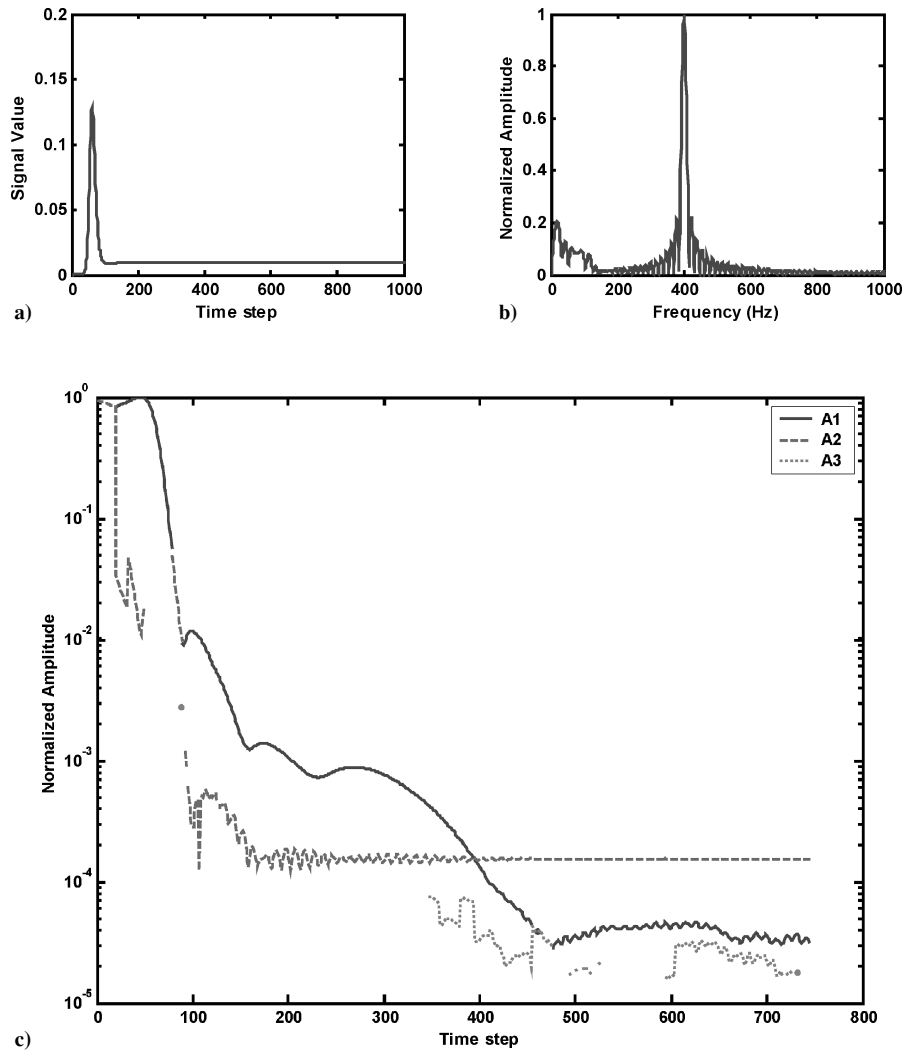 0.2
0.15
0.1
0.05
0
Signal Value
0 200 400 600 800 1000
Time step
a)
1
0.8
0.6
0.4
0.2
0
Normalized Amplitude
0 200 400 600 800 1000
Frequency (Hz)
b)
10^0
10^-1
10^-2
10^-3
10^-4
10^-5
Normalized Amplitude
A1
A2
A3
0 100 200 300 400 500 600 700 800
Time step
c)